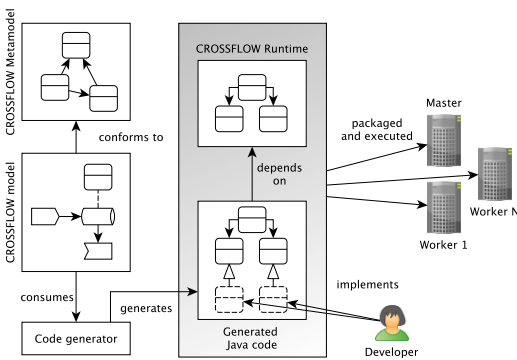 CROSSFLOW Metamodel
conforms to
CROSSFLOW model
consumes
Code generator
generates
CROSSFLOW Runtime
depends
on
Generated
Java code
packaged
and executed
Master
Worker N
Worker 1
implements
Developer